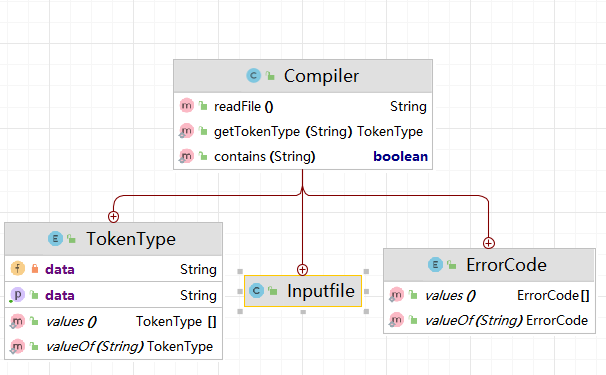 C Compiler
m readFile () String
m getTokenType (String) TokenType
m contains (String) boolean
E TokenType
f data String
p data String
m values () TokenType []
m valueOf (String) TokenType
C Inputfile
E ErrorCode
m values () ErrorCode[]
m valueOf (String) ErrorCode